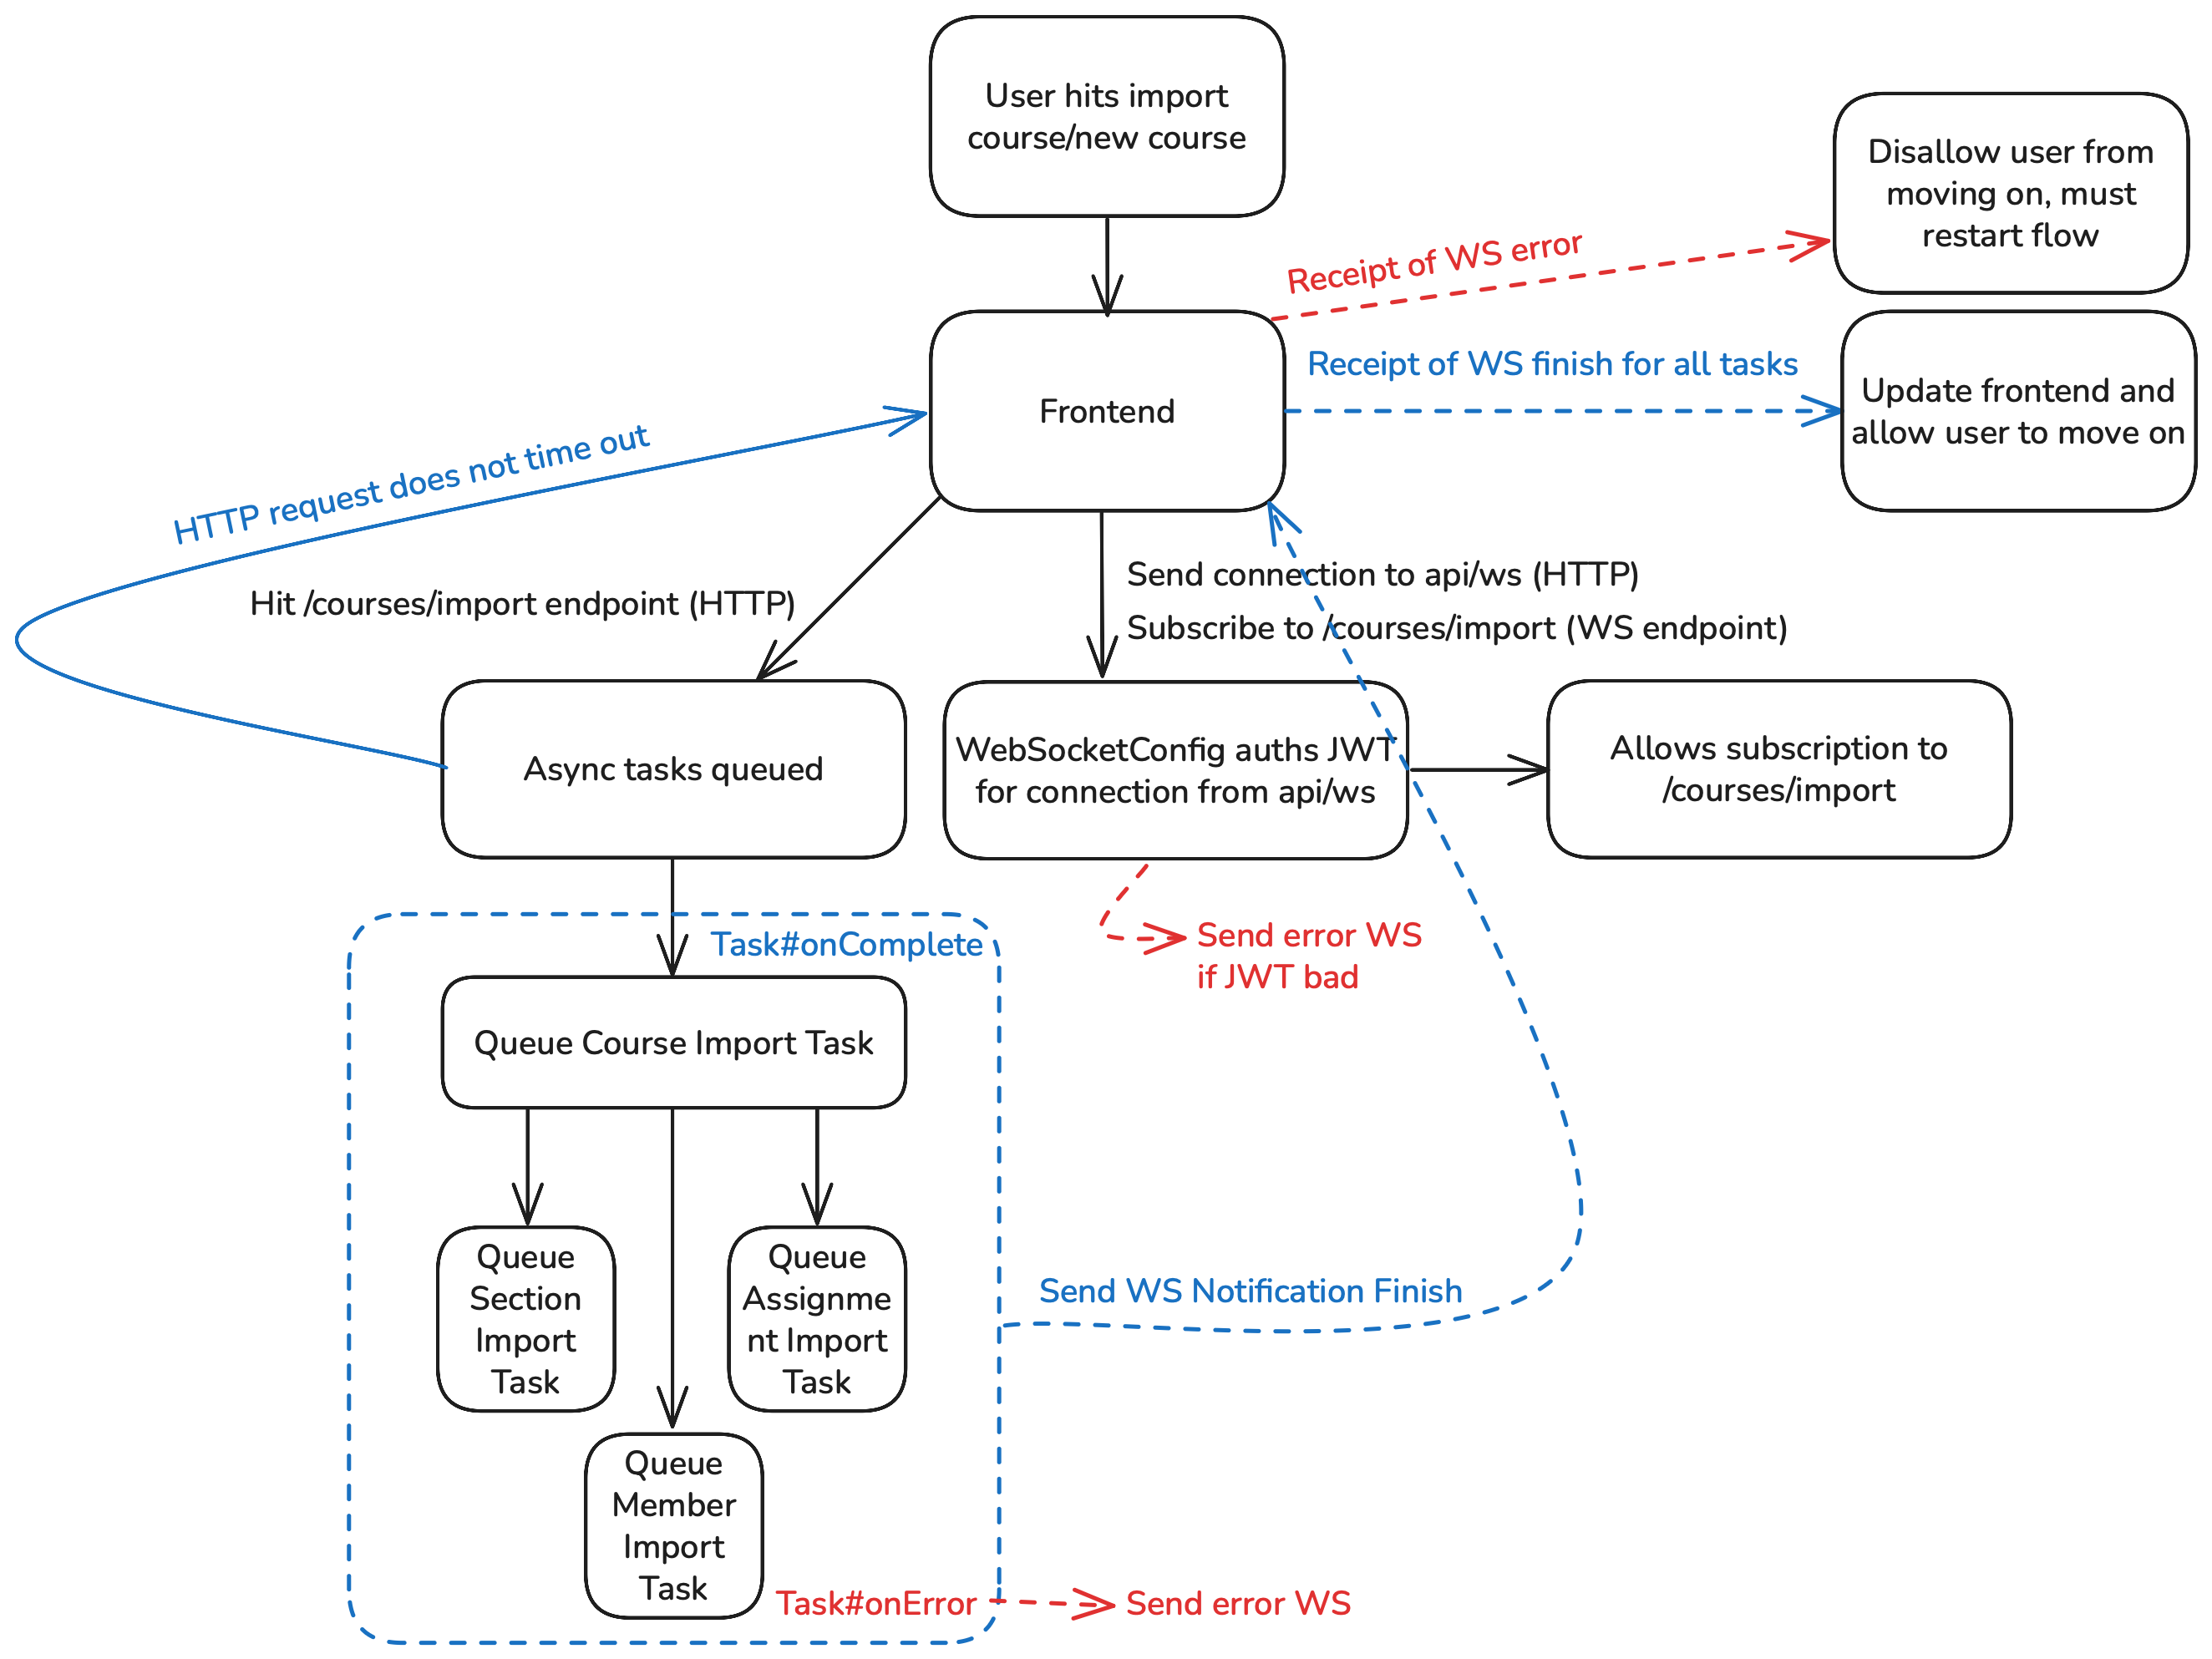 User hits import
course/new course
Disallow user from
moving on, must
restart flow
Receipt of WS error
Receipt of WS finish for all tasks
Frontend
Update frontend and
allow user to move on
HTTP request does not time out
Hit /courses/import endpoint (HTTP)
Send connection to api/ws (HTTP)
Subscribe to /courses/import (WS endpoint)
Async tasks queued
WebSocketConfig auths JWT
for connection from api/ws
Allows subscription to
/courses/import
Task#onComplete
Send error WS
if JWT bad
Queue Course Import Task
Queue
Section
Import
Task
Queue
Assignme
nt Import
Task
Send WS Notification Finish
Queue
Member
Import
Task
Task#onError
Send error WS